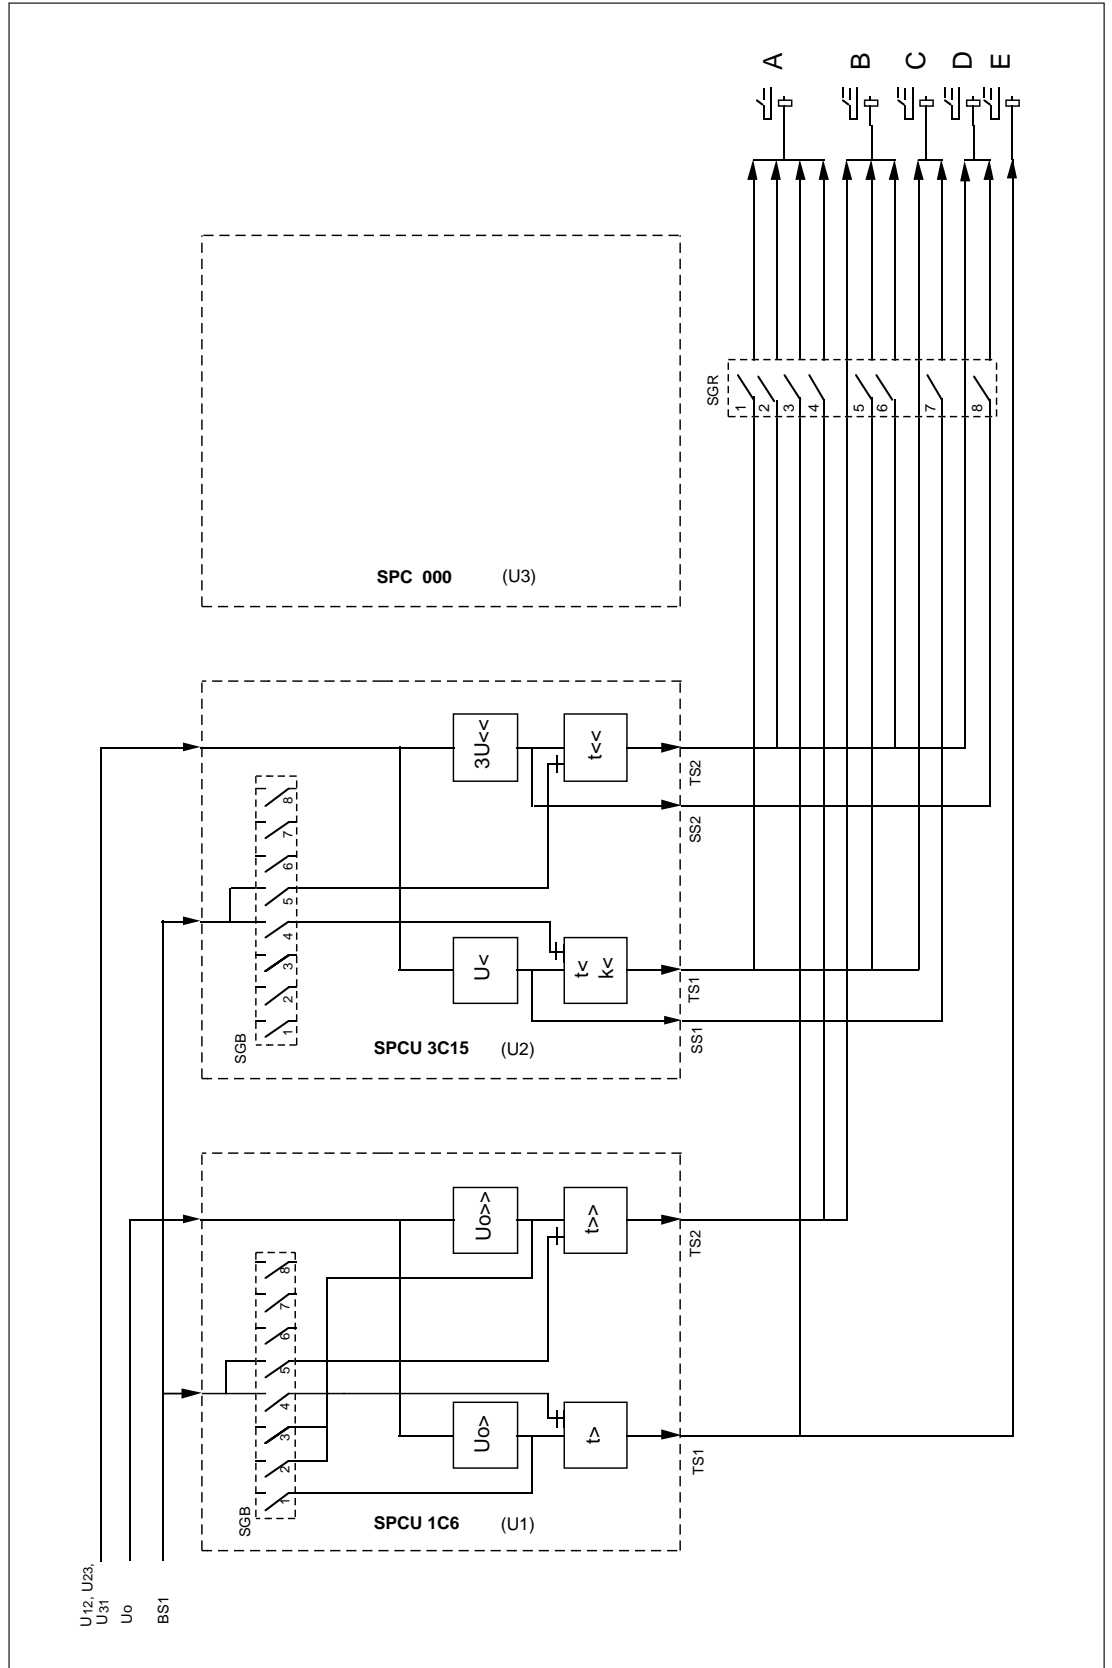 A
B
C
D
E
SPC 000 (U3)
SGR
1
2
3
4
5
6
7
8
3U<<
t<<
TS2
SS2
8
7
6
5
4
3
2
1
SGB
U<
t<
k<
TS1
SS1
SPCU 3C15 (U2)
Uo>>
t>>
TS2
8
7
6
5
4
3
2
1
SGB
Uo>
t>
TS1
SPCU 1C6 (U1)
U12, U23,
U31
Uo
BS1